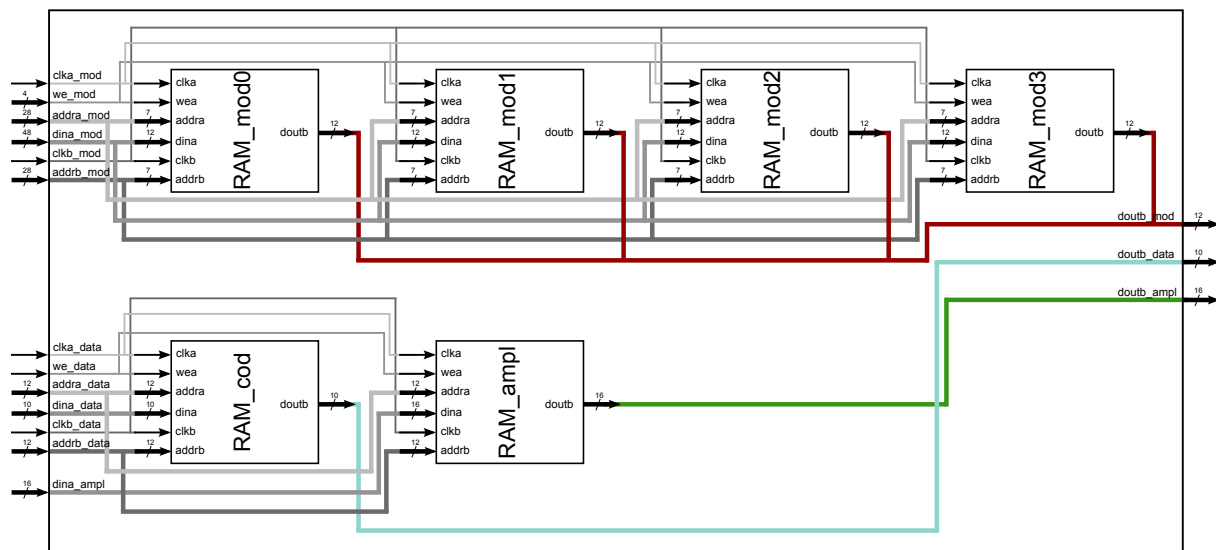 clka_mod
4
we_mod
28
addra_mod
48
dina_mod
clkb_mod
28
addrb_mod
clka
wea
7
addra
12
dina
clkb
7
addrb
RAM_mod0
doutb
12
clka
wea
7
addra
12
dina
clkb
7
addrb
RAM_mod1
doutb
12
clka
wea
7
addra
12
dina
clkb
7
addrb
RAM_mod2
doutb
12
clka
wea
7
addra
12
dina
clkb
7
addrb
RAM_mod3
doutb
12
doutb_mod
12
doutb_data
10
doutb_ampl
16
clka_data
we_data
12
addra_data
10
dina_data
clkb_data
12
addrb_data
16
dina_ampl
clka
wea
12
addra
10
dina
clkb
12
addrb
RAM_cod
doutb
10
clka
wea
12
addra
16
dina
clkb
12
addrb
RAM_ampl
doutb
16